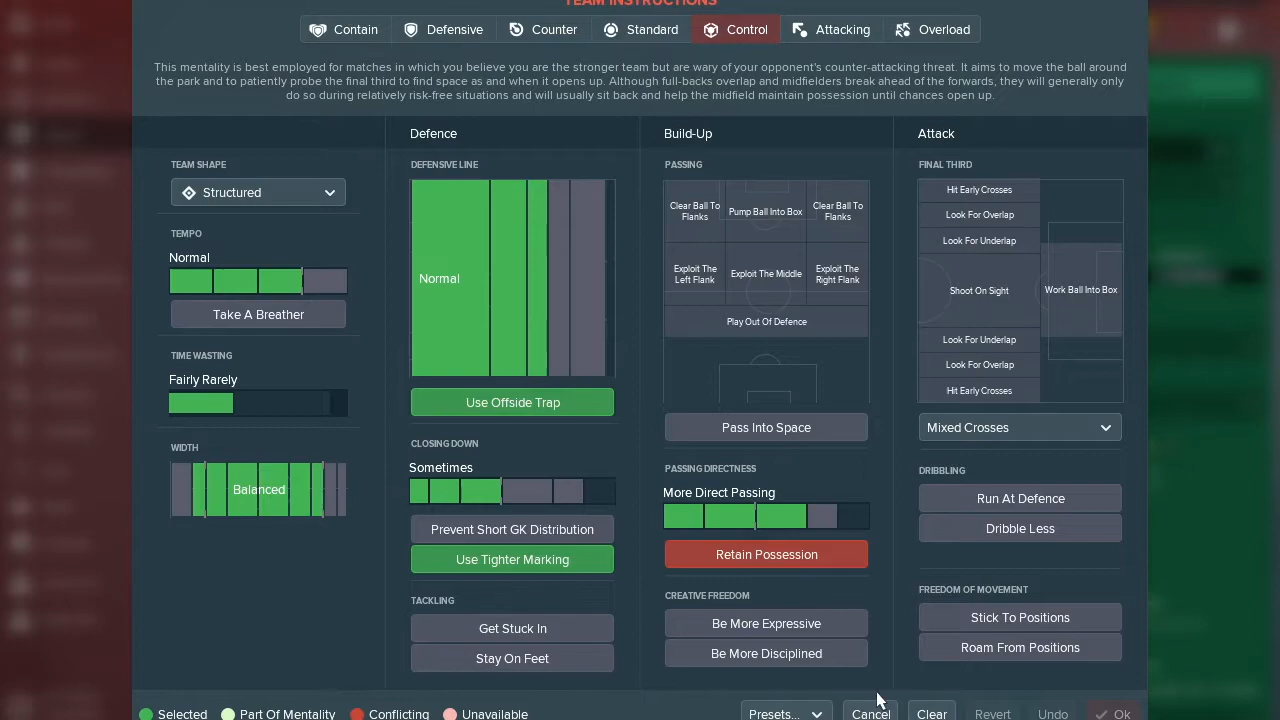 TEAM INSTRUCTIONS
Contain
Defensive
Counter
Standard
Control
Attacking
Overload
This mentality is best employed for matches in which you believe you are the stronger team but are wary of your opponent's counter-attacking threat. It aims to move the ball around
the park and to patiently probe the final third to find space as and when it opens up. Although full-backs overlap and midfielders break ahead of the forwards, they will generally only
do so during relatively risk-free situations and will usually sit back and help the midfield maintain possession until chances open up.
TEAM SHAPE
Structured
TEMPO
Normal
Take A Breather
TIME WASTING
Fairly Rarely
WIDTH
Balanced
Defence
DEFENSIVE LINE
Normal
Use Offside Trap
CLOSING DOWN
Sometimes
Prevent Short GK Distribution
Use Tighter Marking
TACKLING
Get Stuck In
Stay On Feet
Build-Up
PASSING
Clear Ball To
Flanks
Pump Ball Into Box
Clear Ball To
Flanks
Exploit The
Left Flank
Exploit The Middle
Exploit The
Right Flank
Play Out Of Defence
Pass Into Space
PASSING DIRECTNESS
More Direct Passing
Retain Possession
CREATIVE FREEDOM
Be More Expressive
Be More Disciplined
Attack
FINAL THIRD
Hit Early Crosses
Look For Overlap
Look For Underlap
Shoot On Sight
Work Ball Into Box
Look For Underlap
Look For Overlap
Hit Early Crosses
Mixed Crosses
DRIBBLING
Run At Defence
Dribble Less
FREEDOM OF MOVEMENT
Stick To Positions
Roam From Positions
Selected
Part Of Mentality
Conflicting
Unavailable
Presets...
Cancel
Clear
Revert
Undo
Ok